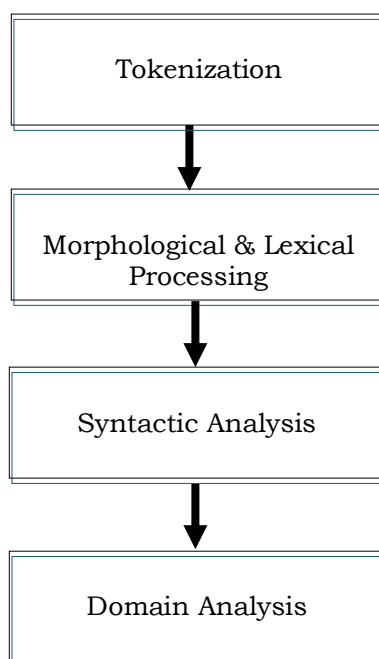 Tokenization
Morphological & Lexical
Processing
Syntactic Analysis
Domain Analysis